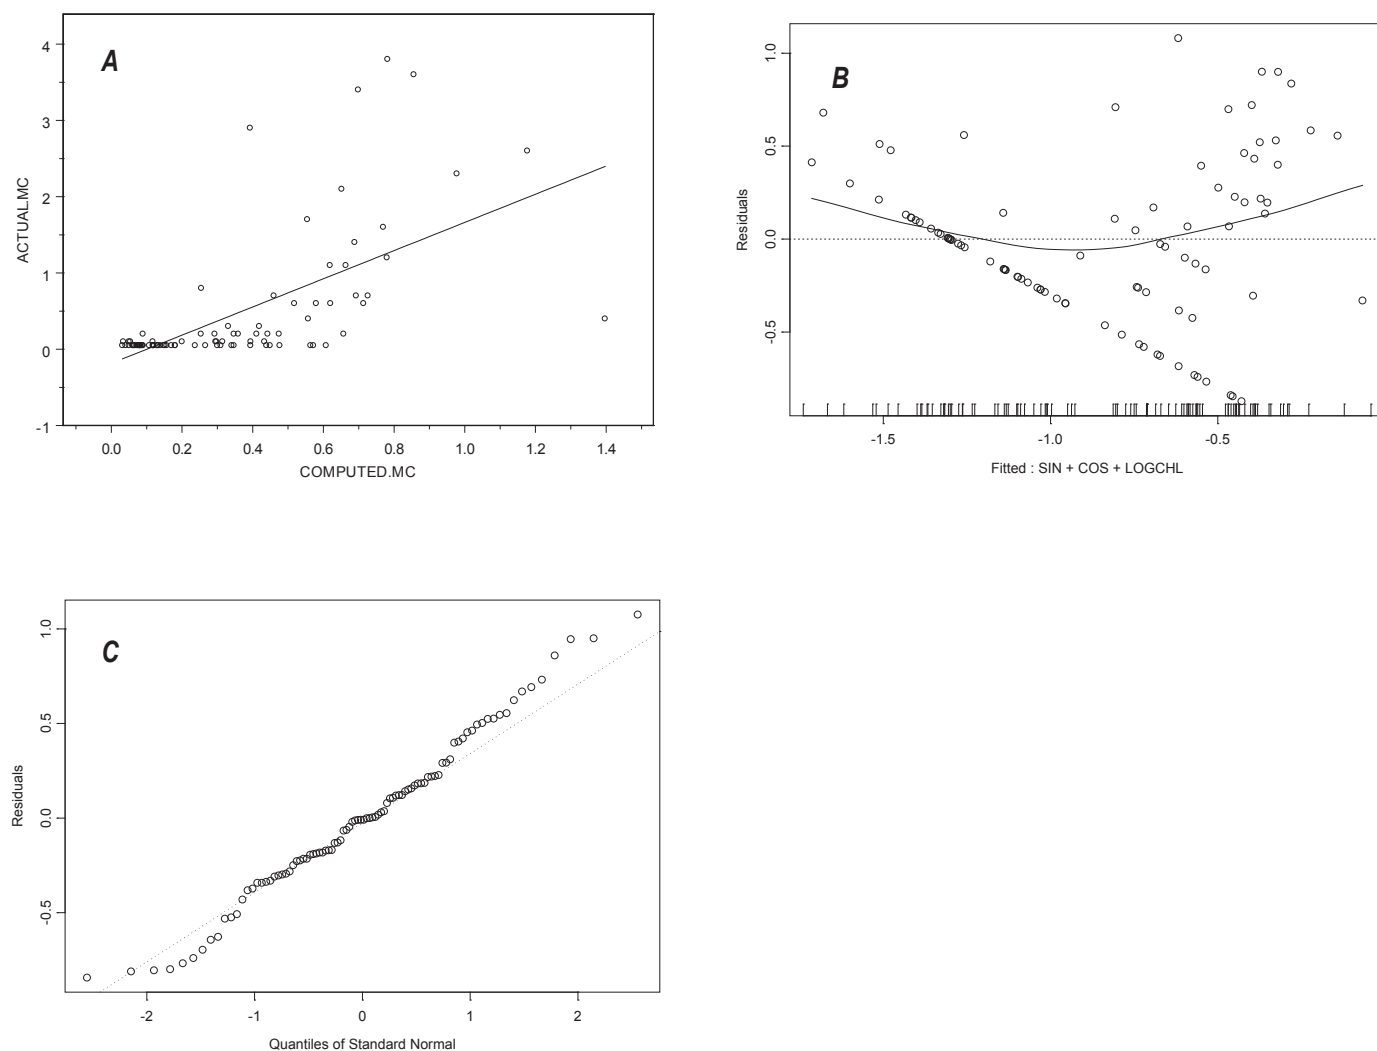 A
ACTUAL.MC
4
3
2
1
0
-1
0.0 0.2 0.4 0.6 0.8 1.0 1.2 1.4
COMPUTED.MC
B
Residuals
1.0
0.5
0.0
-0.5
-1.5 -1.0 -0.5
Fitted : SIN + COS + LOGCHL
C
Residuals
1.0
0.5
0.0
-0.5
-2 -1 0 1 2
Quantiles of Standard Normal